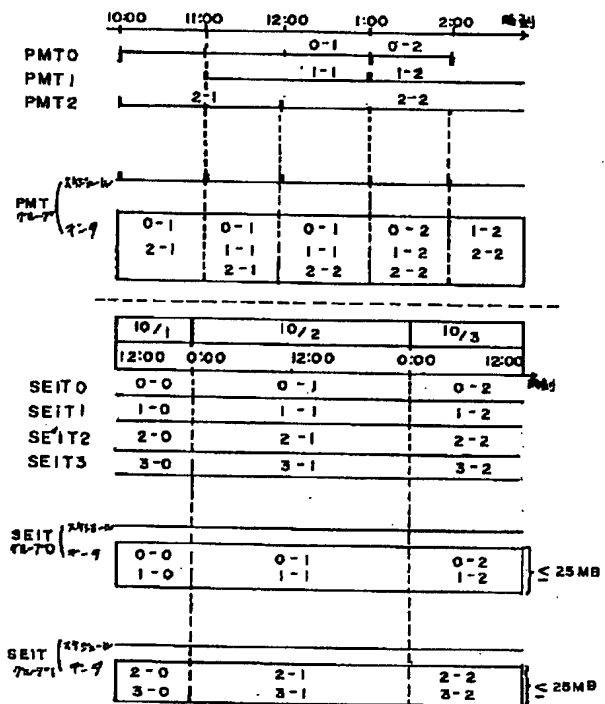 10:00 11:00 12:00 1:00 2:00 時刻
PMT0 0-1 0-2
PMT1 1-1 1-2
PMT2 2-1 2-2
スケジュール
PMT
グループ
データ
0-1 0-1 0-1 0-2 1-2
2-1 1-1 1-1 1-2 2-2
2-1 2-2 2-2
10/1 10/2 10/3
12:00 0:00 12:00 0:00 12:00
時刻
SEIT0 0-0 0-1 0-2
SEIT1 1-0 1-1 1-2
SEIT2 2-0 2-1 2-2
SEIT3 3-0 3-1 3-2
スケジュール
SEIT
グループ0 データ
0-0 0-1 0-2
1-0 1-1 1-2
≤ 25MB
スケジュール
SEIT
グループ1 データ
2-0 2-1 2-2
3-0 3-1 3-2
≤ 25MB